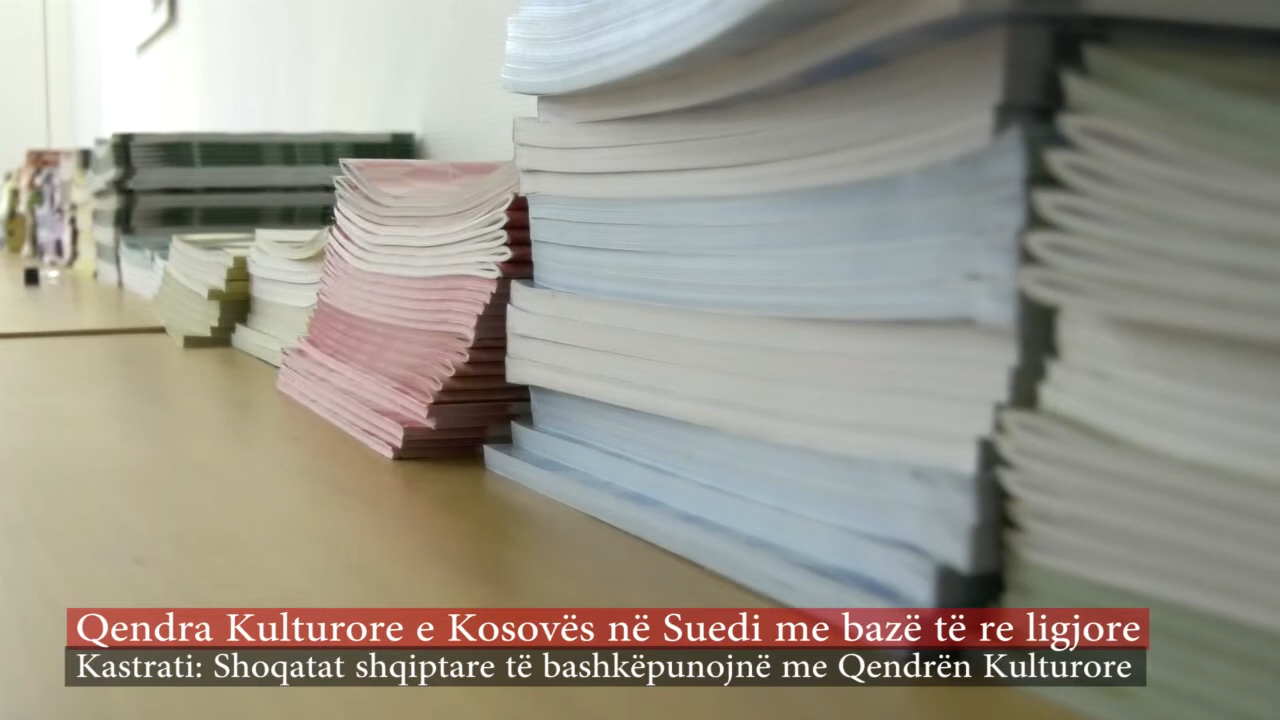 Qendra Kulturore e Kosovës në Suedi me bazë të re ligjore
Kastrati: Shoqatat shqiptare të bashkëpunojnë me Qendrën Kulturore